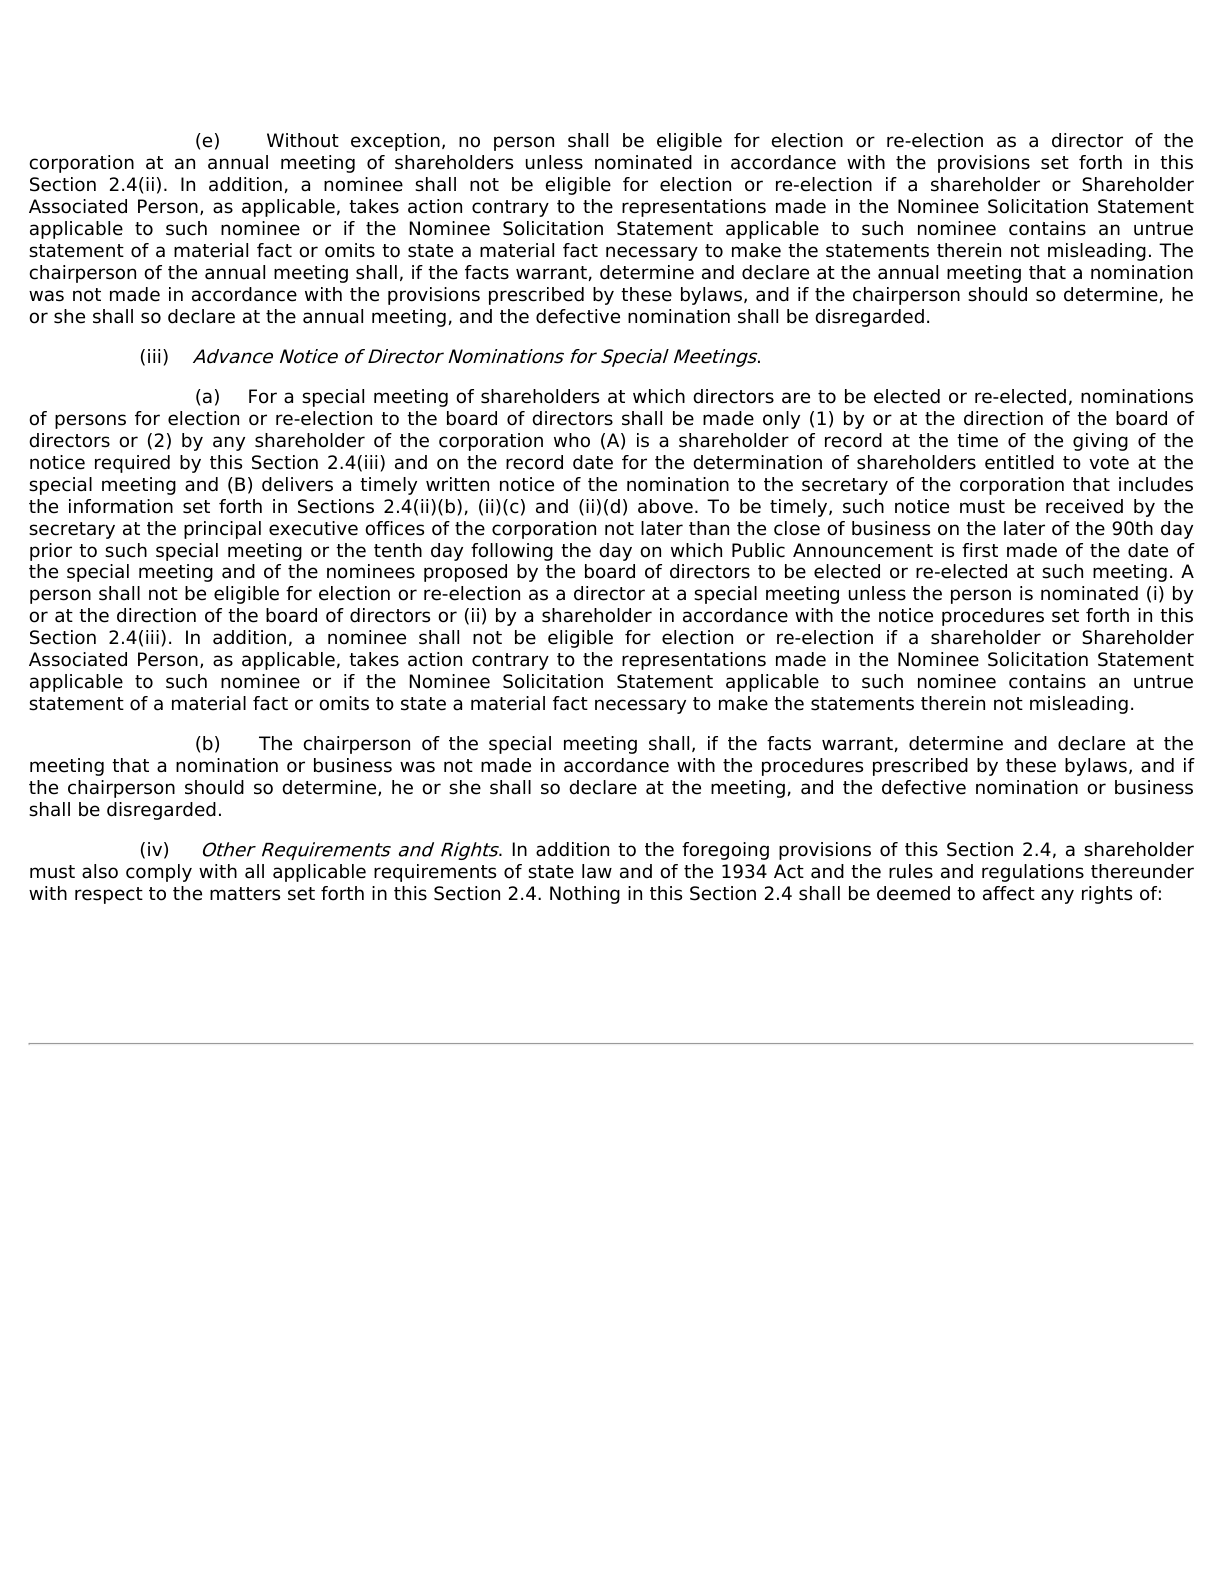 (e) Without exception, no person shall be eligible for election or re-election as a director of the
corporation at an annual meeting of shareholders unless nominated in accordance with the provisions set forth in this
Section 2.4(ii). In addition, a nominee shall not be eligible for election or re-election if a shareholder or Shareholder
Associated Person, as applicable, takes action contrary to the representations made in the Nominee Solicitation Statement
applicable to such nominee or if the Nominee Solicitation Statement applicable to such nominee contains an untrue
statement of a material fact or omits to state a material fact necessary to make the statements therein not misleading. The
chairperson of the annual meeting shall, if the facts warrant, determine and declare at the annual meeting that a nomination
was not made in accordance with the provisions prescribed by these bylaws, and if the chairperson should so determine, he
or she shall so declare at the annual meeting, and the defective nomination shall be disregarded.
(iii) Advance Notice of Director Nominations for Special Meetings.
(a) For a special meeting of shareholders at which directors are to be elected or re-elected, nominations
of persons for election or re-election to the board of directors shall be made only (1) by or at the direction of the board of
directors or (2) by any shareholder of the corporation who (A) is a shareholder of record at the time of the giving of the
notice required by this Section 2.4(iii) and on the record date for the determination of shareholders entitled to vote at the
special meeting and (B) delivers a timely written notice of the nomination to the secretary of the corporation that includes
the information set forth in Sections 2.4(ii)(b), (ii)(c) and (ii)(d) above. To be timely, such notice must be received by the
secretary at the principal executive offices of the corporation not later than the close of business on the later of the 90th day
prior to such special meeting or the tenth day following the day on which Public Announcement is first made of the date of
the special meeting and of the nominees proposed by the board of directors to be elected or re-elected at such meeting. A
person shall not be eligible for election or re-election as a director at a special meeting unless the person is nominated (i) by
or at the direction of the board of directors or (ii) by a shareholder in accordance with the notice procedures set forth in this
Section 2.4(iii). In addition, a nominee shall not be eligible for election or re-election if a shareholder or Shareholder
Associated Person, as applicable, takes action contrary to the representations made in the Nominee Solicitation Statement
applicable to such nominee or if the Nominee Solicitation Statement applicable to such nominee contains an untrue
statement of a material fact or omits to state a material fact necessary to make the statements therein not misleading.
(b) The chairperson of the special meeting shall, if the facts warrant, determine and declare at the
meeting that a nomination or business was not made in accordance with the procedures prescribed by these bylaws, and if
the chairperson should so determine, he or she shall so declare at the meeting, and the defective nomination or business
shall be disregarded.
(iv) Other Requirements and Rights. In addition to the foregoing provisions of this Section 2.4, a shareholder
must also comply with all applicable requirements of state law and of the 1934 Act and the rules and regulations thereunder
with respect to the matters set forth in this Section 2.4. Nothing in this Section 2.4 shall be deemed to affect any rights of: